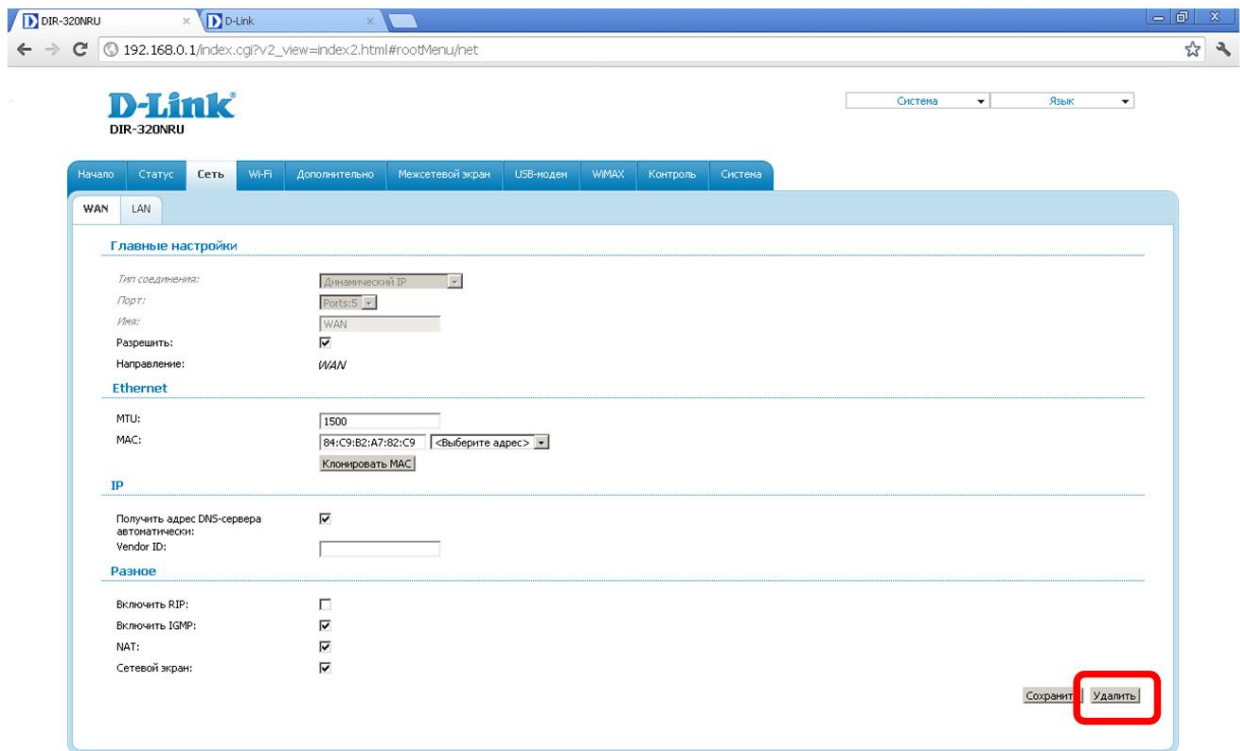 DIR-320NRU
D-Link
192.168.0.1/index.cgi?v2_view=index2.html#rootMenu/net
D-Link
DIR-320NRU
Система Язык
Начало Статус Сеть Wi-Fi Дополнительно Межсетевой экран USB-модем WiMAX Контроль Система
WAN LAN
Главные настройки
Тип соединения: Динамический IP
Порт: Ports:5
Имя: WAN
Разрешить:
Направление: WAN
Ethernet
MTU: 1500
MAC: 84:C9:B2:A7:82:C9 <Выберите адрес>
Клонировать MAC
IP
Получить адрес DNS-сервера
автоматически:
Vendor ID:
Разное
Включить RIP:
Включить IGMP:
NAT:
Сетевой экран:
Сохранит Удалить